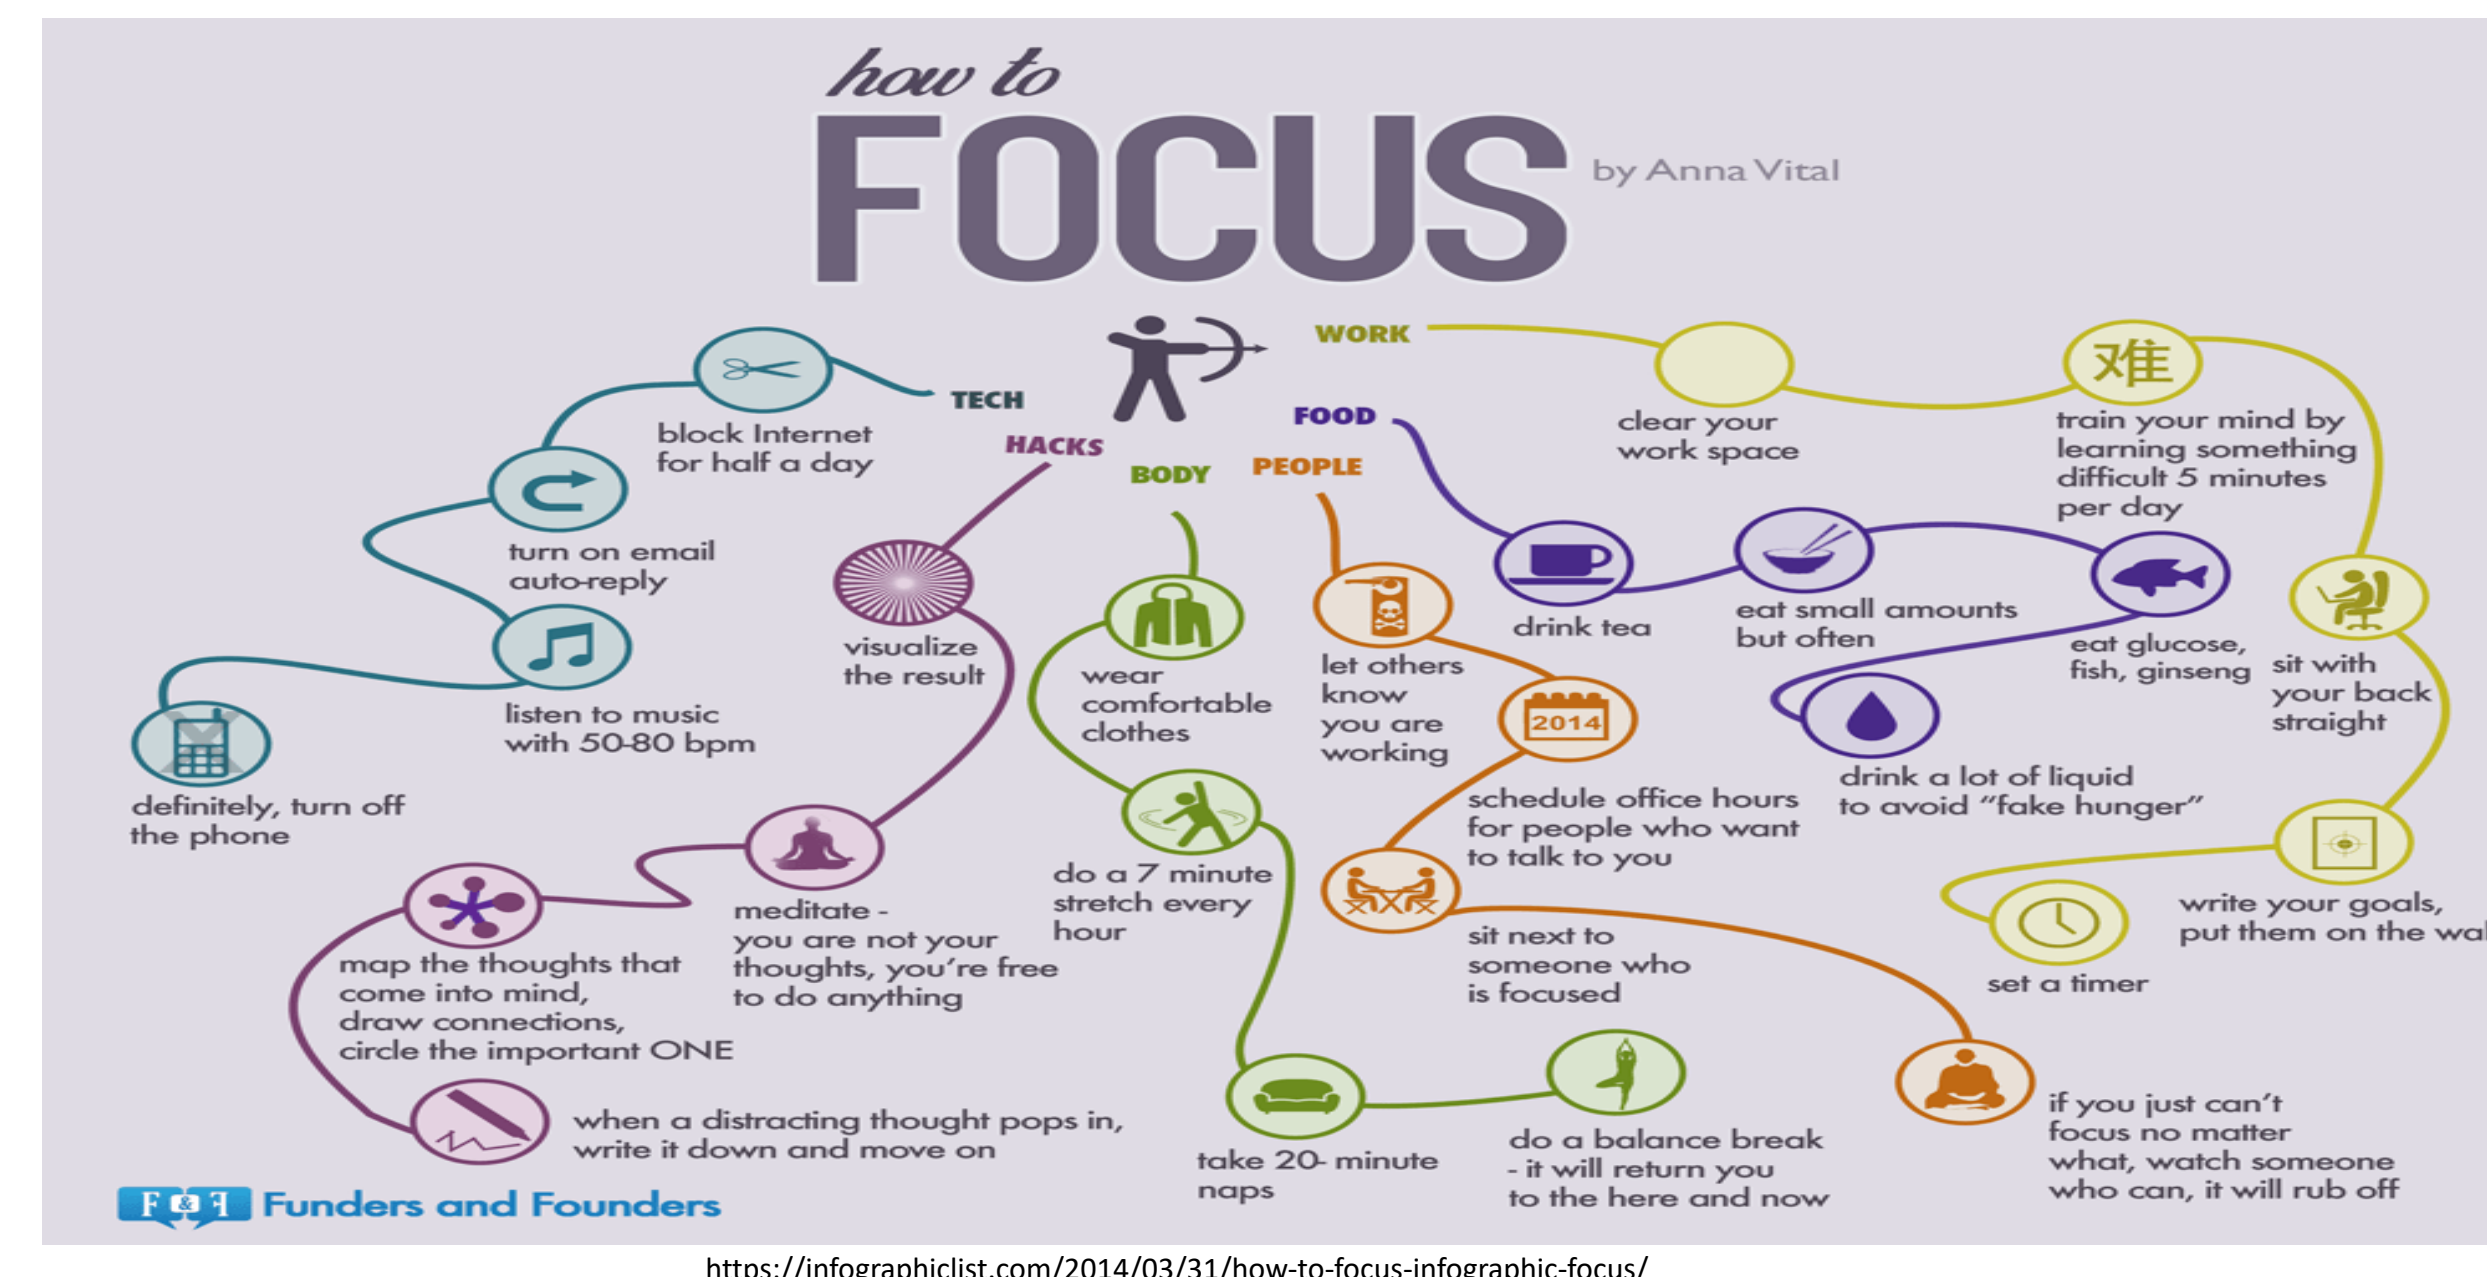 how to
FOCUS
by Anna Vital
WORK
TECH
FOOD
HACKS
BODY
PEOPLE
block Internet
for half a day
turn on email
auto-reply
listen to music
with 50-80 bpm
definitely, turn off
the phone
visualize
the result
meditate -
you are not your
thoughts, you're free
to do anything
map the thoughts that
come into mind,
draw connections,
circle the important ONE
when a distracting thought pops in,
write it down and move on
wear
comfortable
clothes
do a 7 minute
stretch every
hour
take 20- minute
naps
do a balance break
- it will return you
to the here and now
let others
know
you are
working
2014
schedule office hours
for people who want
to talk to you
sit next to
someone who
is focused
if you just can't
focus no matter
what, watch someone
who can, it will rub off
drink tea
eat small amounts
but often
eat glucose,
fish, ginseng
drink a lot of liquid
to avoid "fake hunger"
clear your
work space
难
train your mind by
learning something
difficult 5 minutes
per day
sit with
your back
straight
write your goals,
put them on the wal
set a timer
F & F Funders and Founders
https://infographiclist.com/2014/03/31/how-to-focus-infographic-focus/